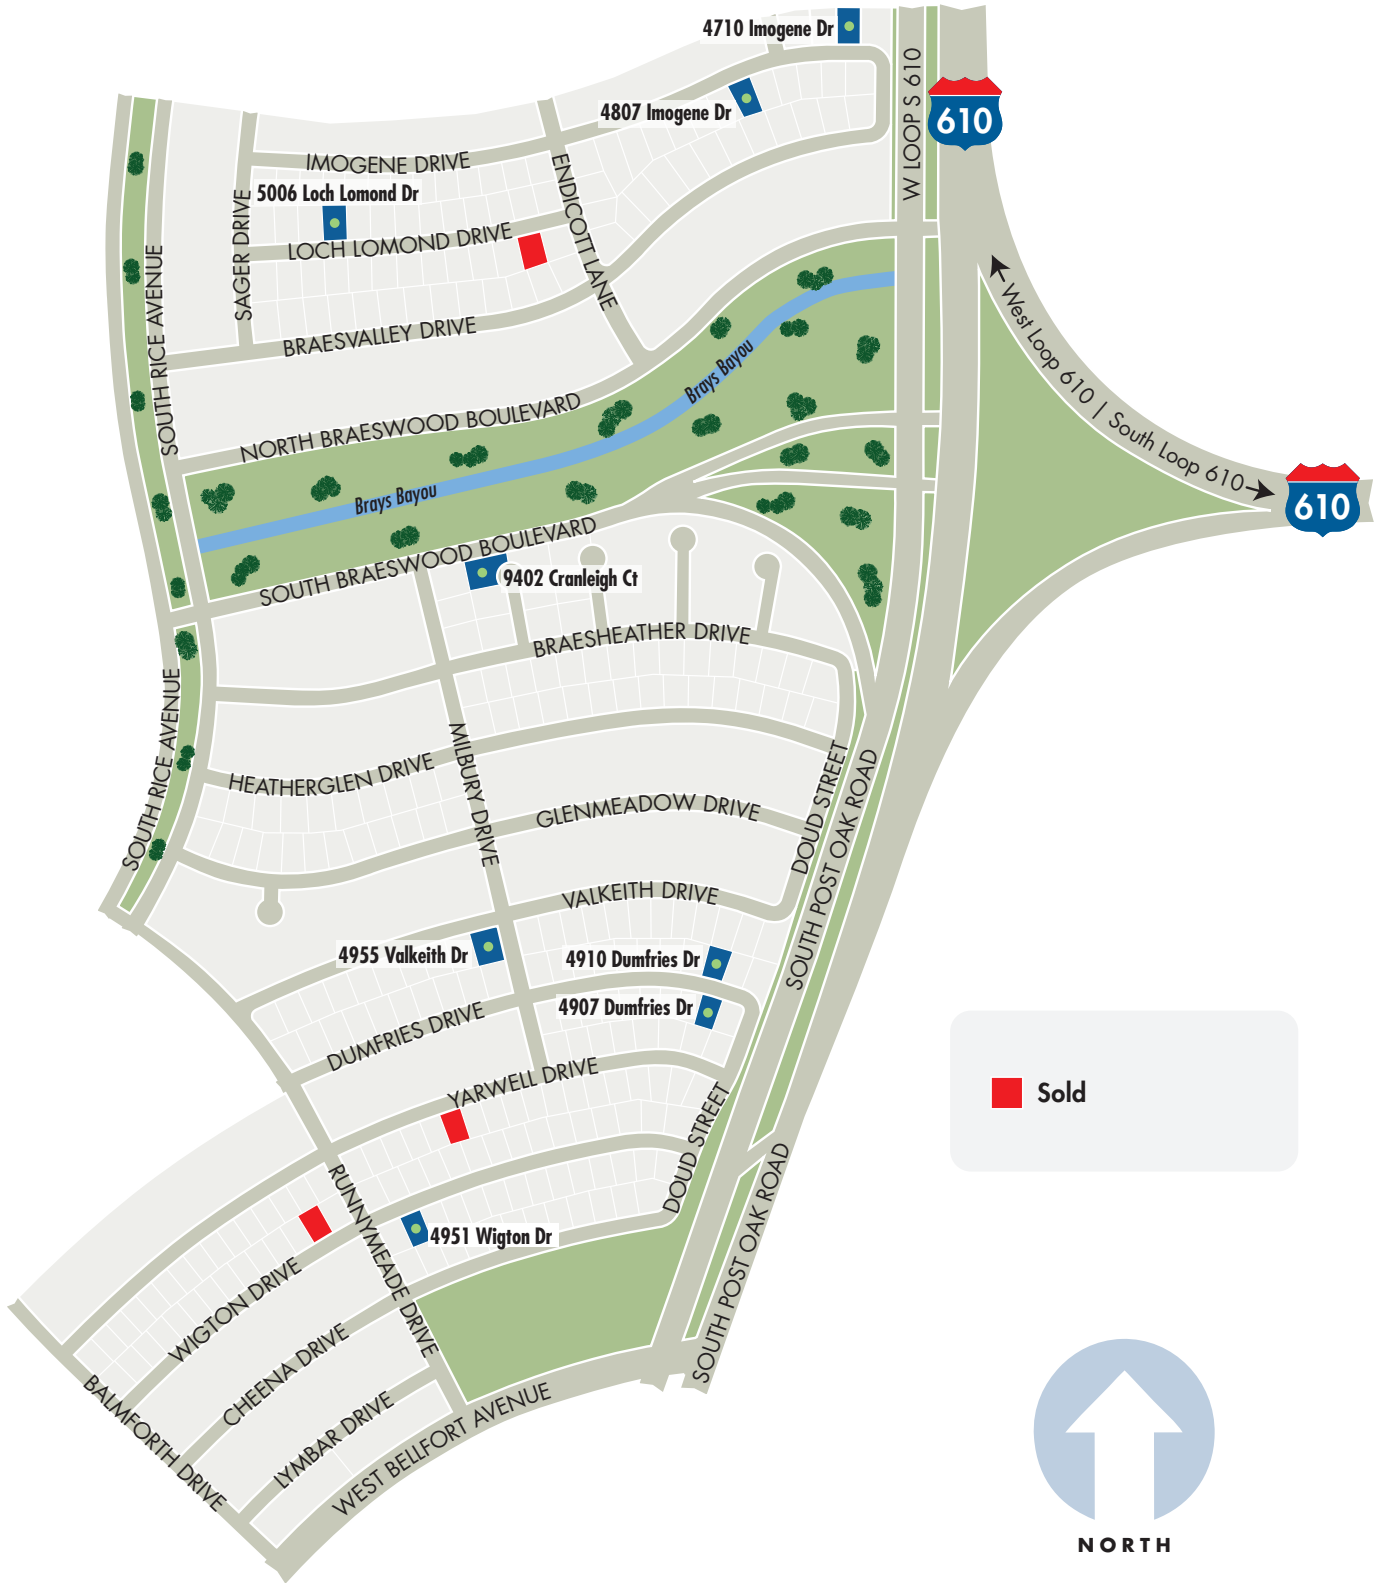 4710 Imogene Dr
W LOOP S 610
610
4807 Imogene Dr
IMOGENE DRIVE
ENDICOTT LANE
5006 Loch Lomond Dr
SAGER DRIVE
LOCH LOMOND DRIVE
SOUTH RICE AVENUE
BRAESVALLEY DRIVE
West Loop 610 | South Loop 610
Brays Bayou
NORTH BRAESWOOD BOULEVARD
610
Brays Bayou
SOUTH BRAESWOOD BOULEVARD
9402 Cranleigh Ct
BRAESHEATHER DRIVE
SOUTH RICE AVENUE
MILBURY DRIVE
HEATHERGLEN DRIVE
DOUD STREET
SOUTH POST OAK ROAD
GLENMEADOW DRIVE
VALKEITH DRIVE
4955 Valkeith Dr
4910 Dumfries Dr
4907 Dumfries Dr
DUMFRIES DRIVE
YARWELL DRIVE
Sold
DOUD STREET
SOUTH POST OAK ROAD
RUNNYMEADE DRIVE
4951 Wigton Dr
WIGTON DRIVE
CHEENA DRIVE
BALMFORTH DRIVE
LYMBAR DRIVE
WEST BELLFORT AVENUE
NORTH